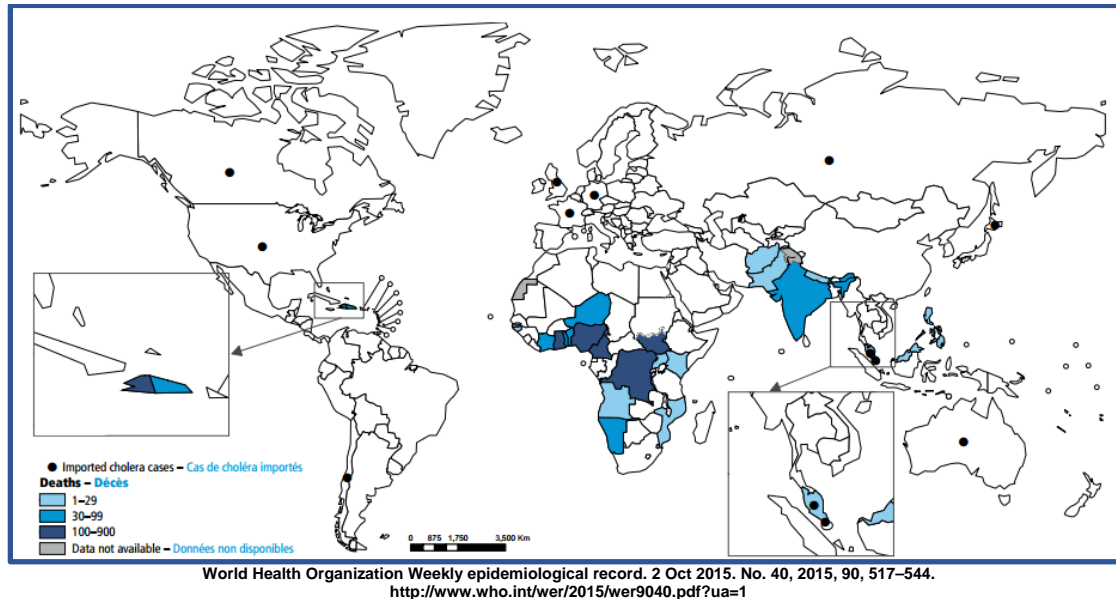 ● Imported cholera cases – Cas de choléra importés
Deaths – Décès
1–29
30–99
100–900
Data not available – Données non disponibles
0 875 1,750 3,500 Km
World Health Organization Weekly epidemiological record. 2 Oct 2015. No. 40, 2015, 90, 517–544.
http://www.who.int/wer/2015/wer9040.pdf?ua=1